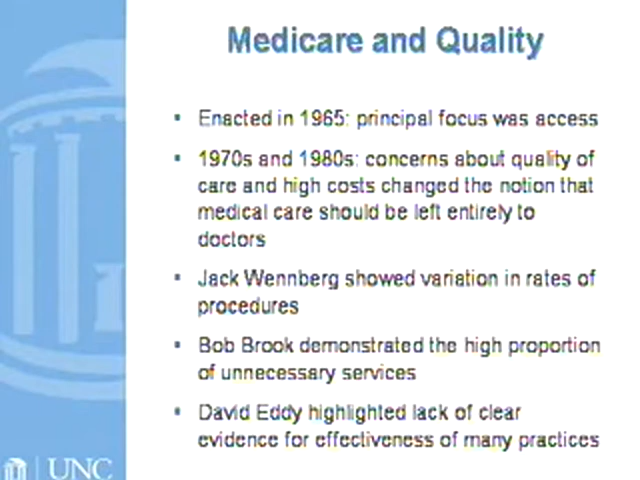 Medicare and Quality
▪ Enacted in 1965: principal focus was access
▪ 1970s and 1980s: concerns about quality of
care and high costs changed the notion that
medical care should be left entirely to
doctors
▪ Jack Wennberg showed variation in rates of
procedures
▪ Bob Brook demonstrated the high proportion
of unnecessary services
▪ David Eddy highlighted lack of clear
evidence for effectiveness of many practices
UNC